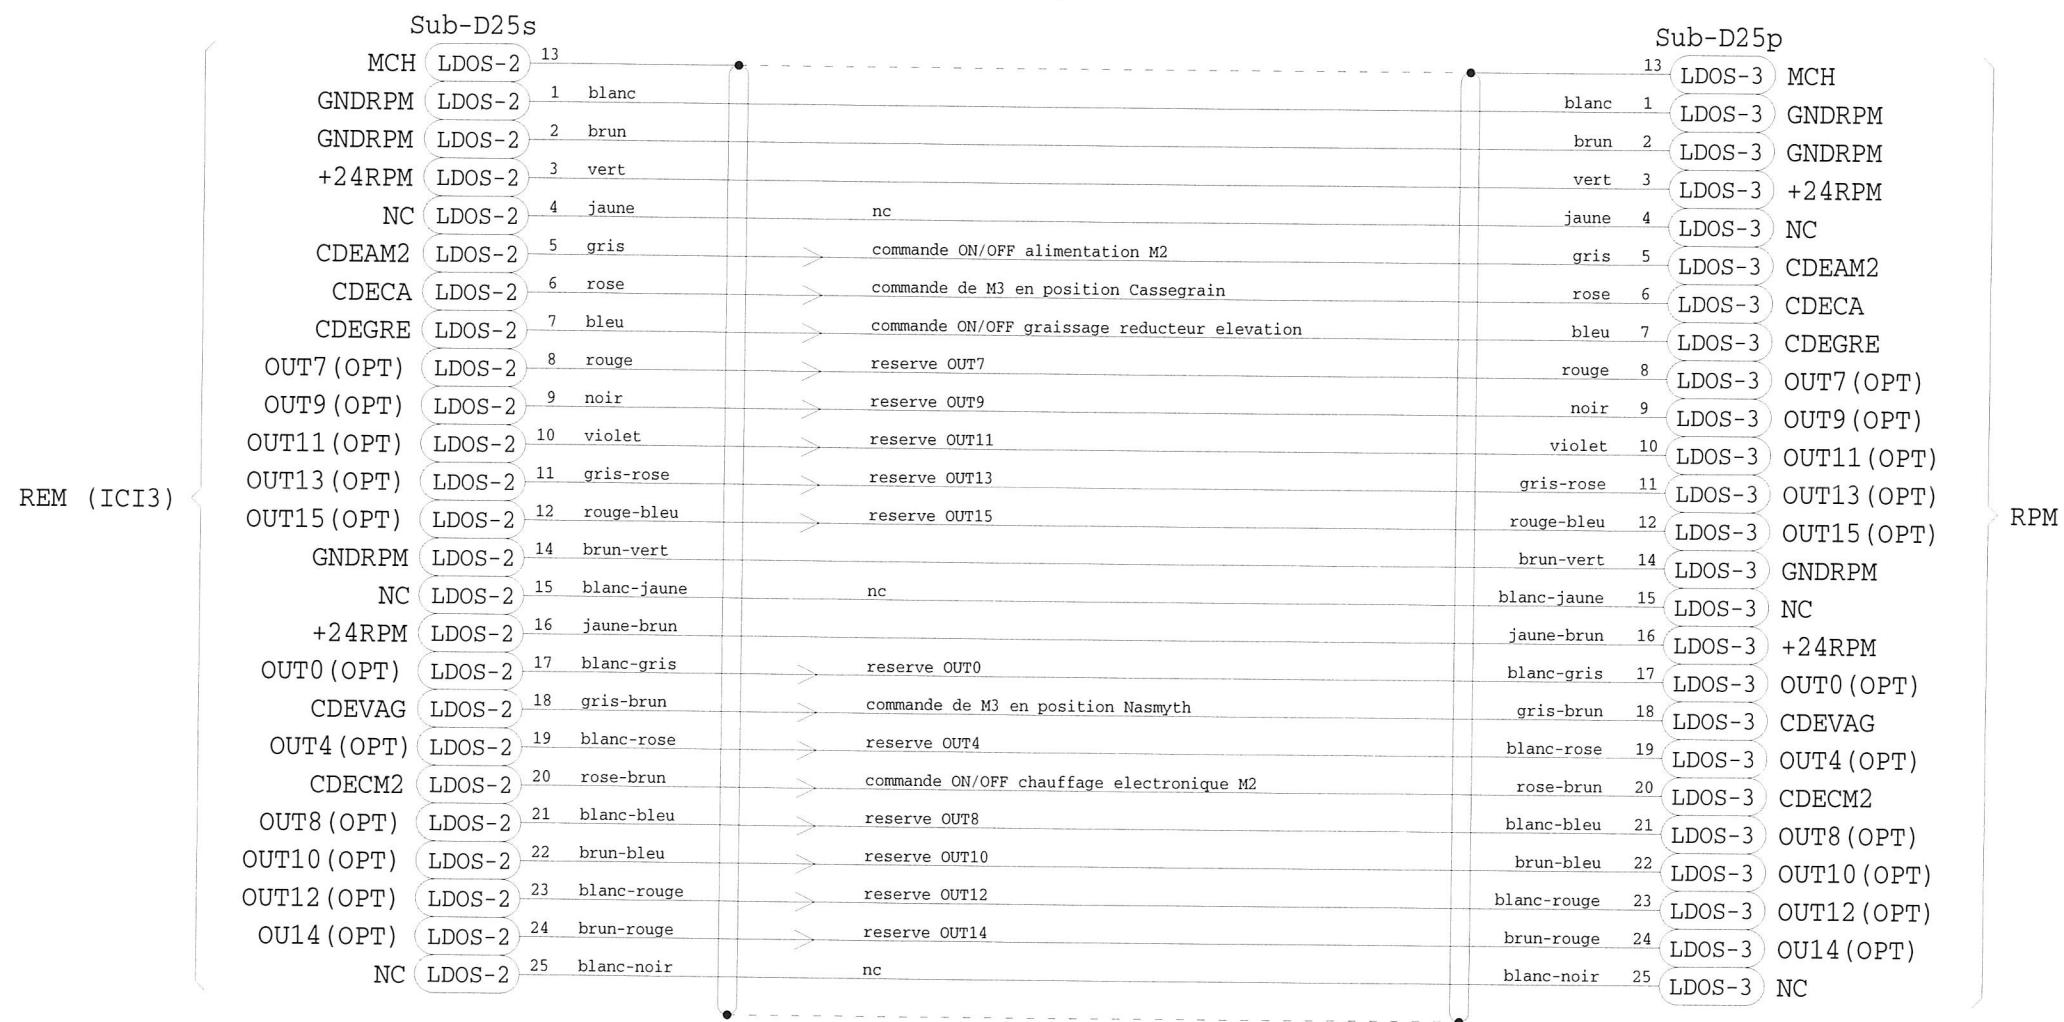 Sub-D25s Sub-D25p
MCH LDOS-2 13 13 LDOS-3 MCH
GNDRPM LDOS-2 1 blanc blanc 1 LDOS-3 GNDRPM
GNDRPM LDOS-2 2 brun brun 2 LDOS-3 GNDRPM
+24RPM LDOS-2 3 vert vert 3 LDOS-3 +24RPM
NC LDOS-2 4 jaune nc jaune 4 LDOS-3 NC
CDEAM2 LDOS-2 5 gris commande ON/OFF alimentation M2 gris 5 LDOS-3 CDEAM2
CDECA LDOS-2 6 rose commande de M3 en position Cassegrain rose 6 LDOS-3 CDECA
CDEGRE LDOS-2 7 bleu commande ON/OFF graissage reducteur elevation bleu 7 LDOS-3 CDEGRE
OUT7(OPT) LDOS-2 8 rouge reserve OUT7 rouge 8 LDOS-3 OUT7(OPT)
OUT9(OPT) LDOS-2 9 noir reserve OUT9 noir 9 LDOS-3 OUT9(OPT)
OUT11(OPT) LDOS-2 10 violet reserve OUT11 violet 10 LDOS-3 OUT11(OPT)
OUT13(OPT) LDOS-2 11 gris-rose reserve OUT13 gris-rose 11 LDOS-3 OUT13(OPT)
REM (ICI3) RPM
OUT15(OPT) LDOS-2 12 rouge-bleu reserve OUT15 rouge-bleu 12 LDOS-3 OUT15(OPT)
GNDRPM LDOS-2 14 brun-vert brun-vert 14 LDOS-3 GNDRPM
NC LDOS-2 15 blanc-jaune nc blanc-jaune 15 LDOS-3 NC
+24RPM LDOS-2 16 jaune-brun jaune-brun 16 LDOS-3 +24RPM
OUT0(OPT) LDOS-2 17 blanc-gris reserve OUT0 blanc-gris 17 LDOS-3 OUT0(OPT)
CDEVAG LDOS-2 18 gris-brun commande de M3 en position Nasmyth gris-brun 18 LDOS-3 CDEVAG
OUT4(OPT) LDOS-2 19 blanc-rose reserve OUT4 blanc-rose 19 LDOS-3 OUT4(OPT)
CDECM2 LDOS-2 20 rose-brun commande ON/OFF chauffage electronique M2 rose-brun 20 LDOS-3 CDECM2
OUT8(OPT) LDOS-2 21 blanc-bleu reserve OUT8 blanc-bleu 21 LDOS-3 OUT8(OPT)
OUT10(OPT) LDOS-2 22 brun-bleu reserve OUT10 brun-bleu 22 LDOS-3 OUT10(OPT)
OUT12(OPT) LDOS-2 23 blanc-rouge reserve OUT12 blanc-rouge 23 LDOS-3 OUT12(OPT)
OU14(OPT) LDOS-2 24 brun-rouge reserve OUT14 brun-rouge 24 LDOS-3 OU14(OPT)
NC LDOS-2 25 blanc-noir nc blanc-noir 25 LDOS-3 NC